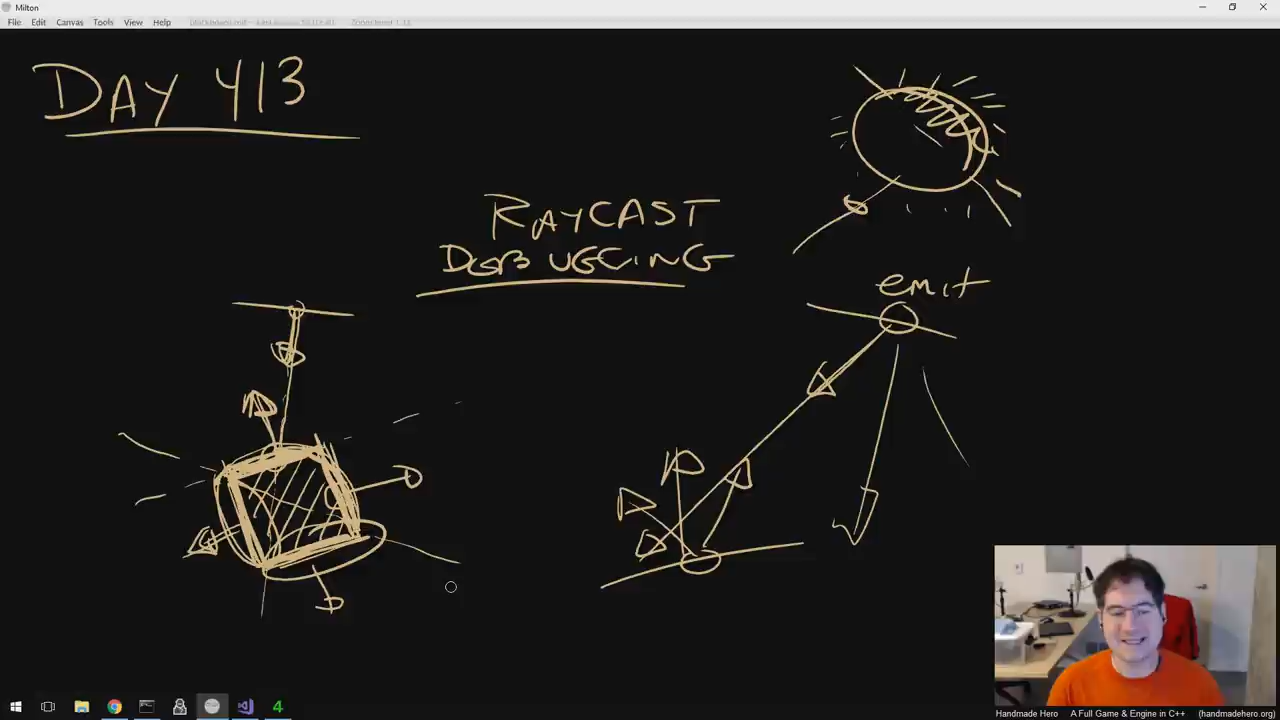 Milton
File Edit Canvas Tools View Help
DAY 413
RAYCAST
DEBUGGING
emit
4
Handmade Hero A Full Game & Engine in C++ (handmadehero.org)